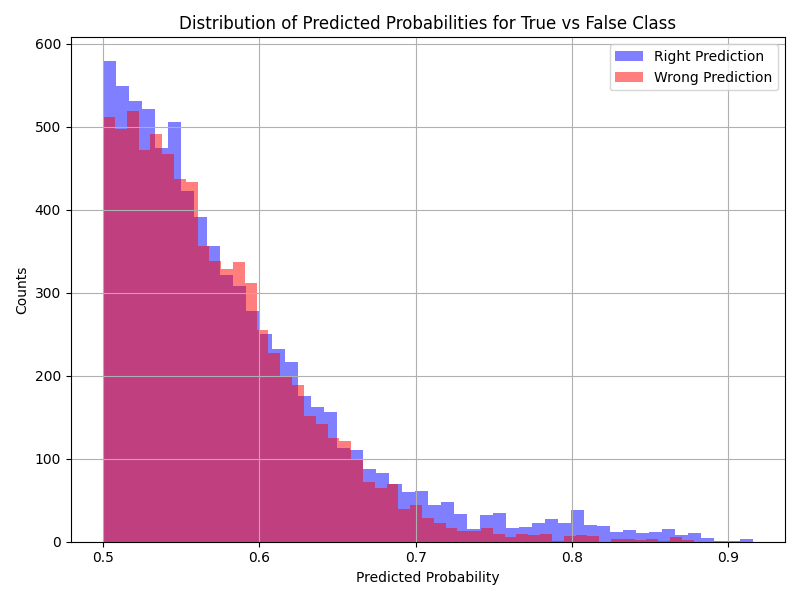 Distribution of Predicted Probabilities for True vs False Class
600
500
400
300
200
100
0
Counts
Right Prediction
Wrong Prediction
0.5 0.6 0.7 0.8 0.9
Predicted Probability